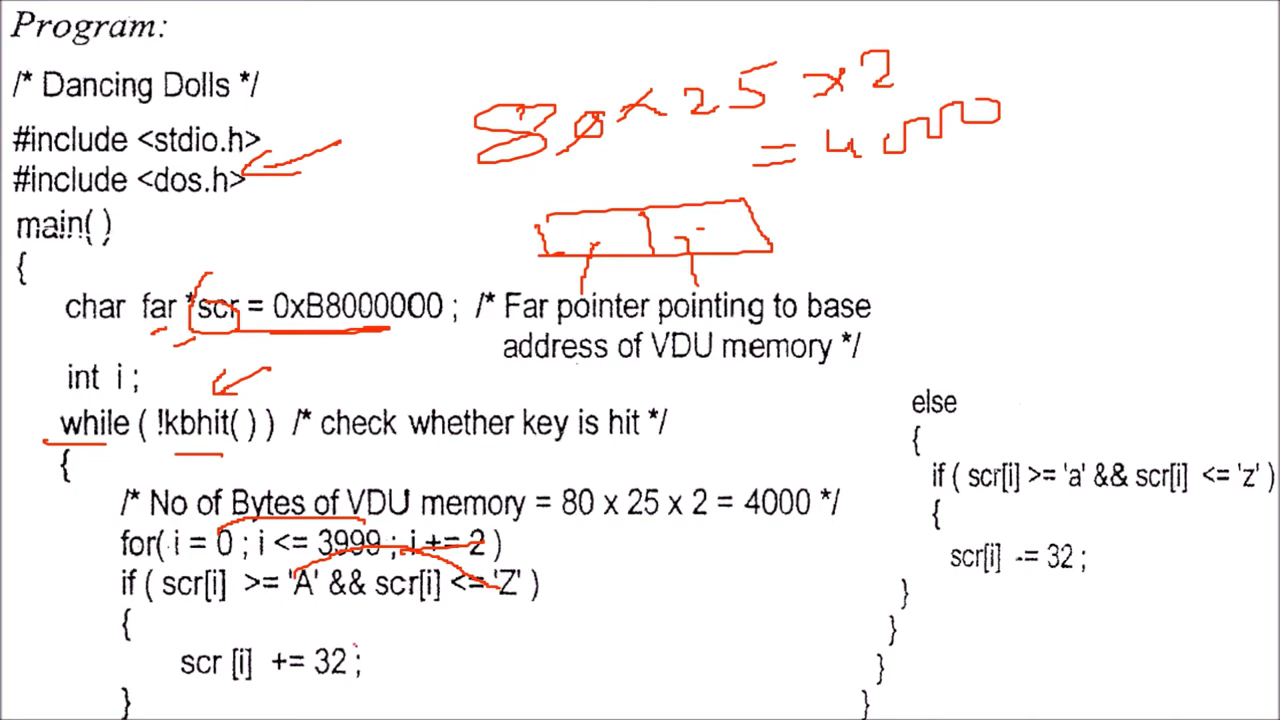 Program:
/* Dancing Dolls */
80 x 25 x 2
= 4000
#include <stdio.h>
#include <dos.h>
main( )
{
char far *scr = 0xB8000000 ; /* Far pointer pointing to base
address of VDU memory */
int i ;
while ( !kbhit( ) ) /* check whether key is hit */
{
/* No of Bytes of VDU memory = 80 x 25 x 2 = 4000 */
for( i = 0 ; i <= 3999 ; i += 2 )
if ( scr[i] >= 'A' && scr[i] <= 'Z' )
{
scr [i] += 32 ;
}
else
{
if ( scr[i] >= 'a' && scr[i] <= 'z' )
{
scr[i] -= 32 ;
}
}
}
}